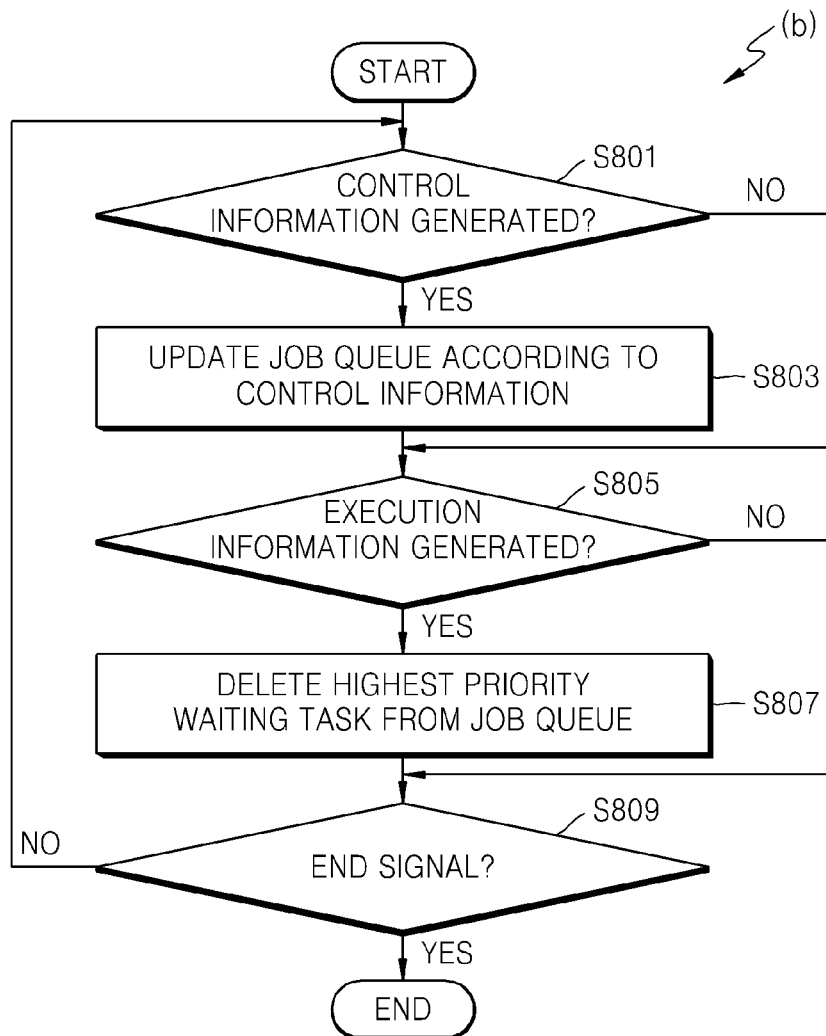 (b)
START
S801
CONTROL
INFORMATION GENERATED?
NO
YES
UPDATE JOB QUEUE ACCORDING TO
CONTROL INFORMATION
S803
S805
EXECUTION
INFORMATION GENERATED?
NO
YES
DELETE HIGHEST PRIORITY
WAITING TASK FROM JOB QUEUE
S807
S809
NO
END SIGNAL?
YES
END